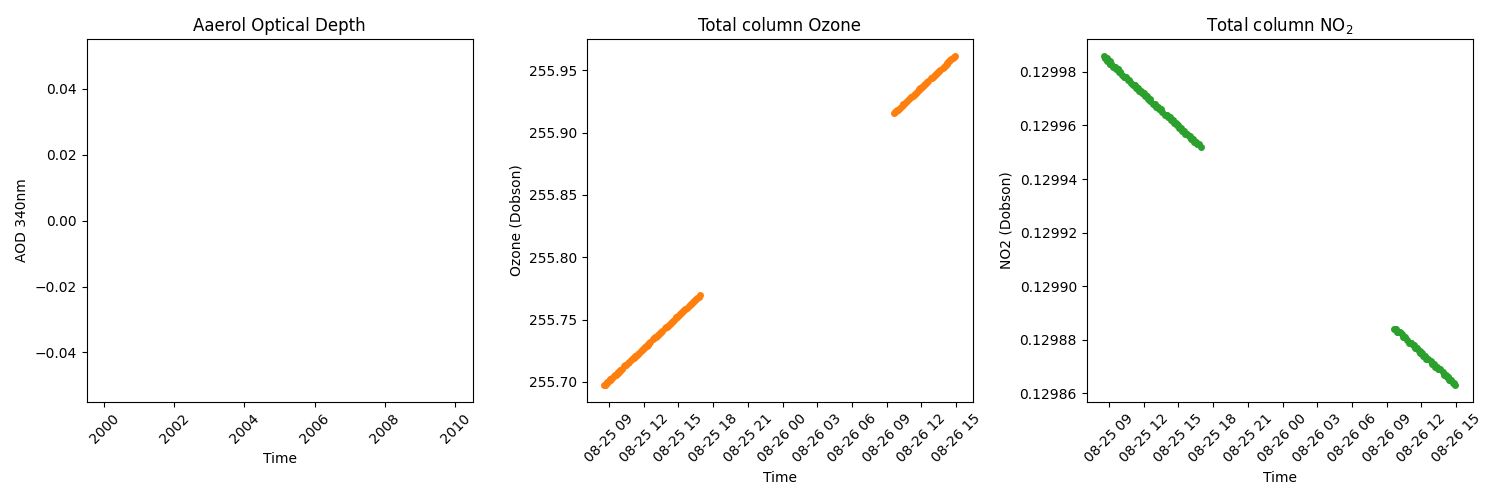 Aaerol Optical Depth
AOD 340nm
0.04
0.02
0.00
−0.02
−0.04
2000 2002 2004 2006 2008 2010
Time
Total column Ozone
Ozone (Dobson)
255.95
255.90
255.85
255.80
255.75
255.70
08-25 09 08-25 12 08-25 15 08-25 18 08-25 21 08-26 00 08-26 03 08-26 06 08-26 09 08-26 12 08-26 15
Time
Total column NO₂
NO2 (Dobson)
0.12998
0.12996
0.12994
0.12992
0.12990
0.12988
0.12986
08-25 09 08-25 12 08-25 15 08-25 18 08-25 21 08-26 00 08-26 03 08-26 06 08-26 09 08-26 12 08-26 15
Time